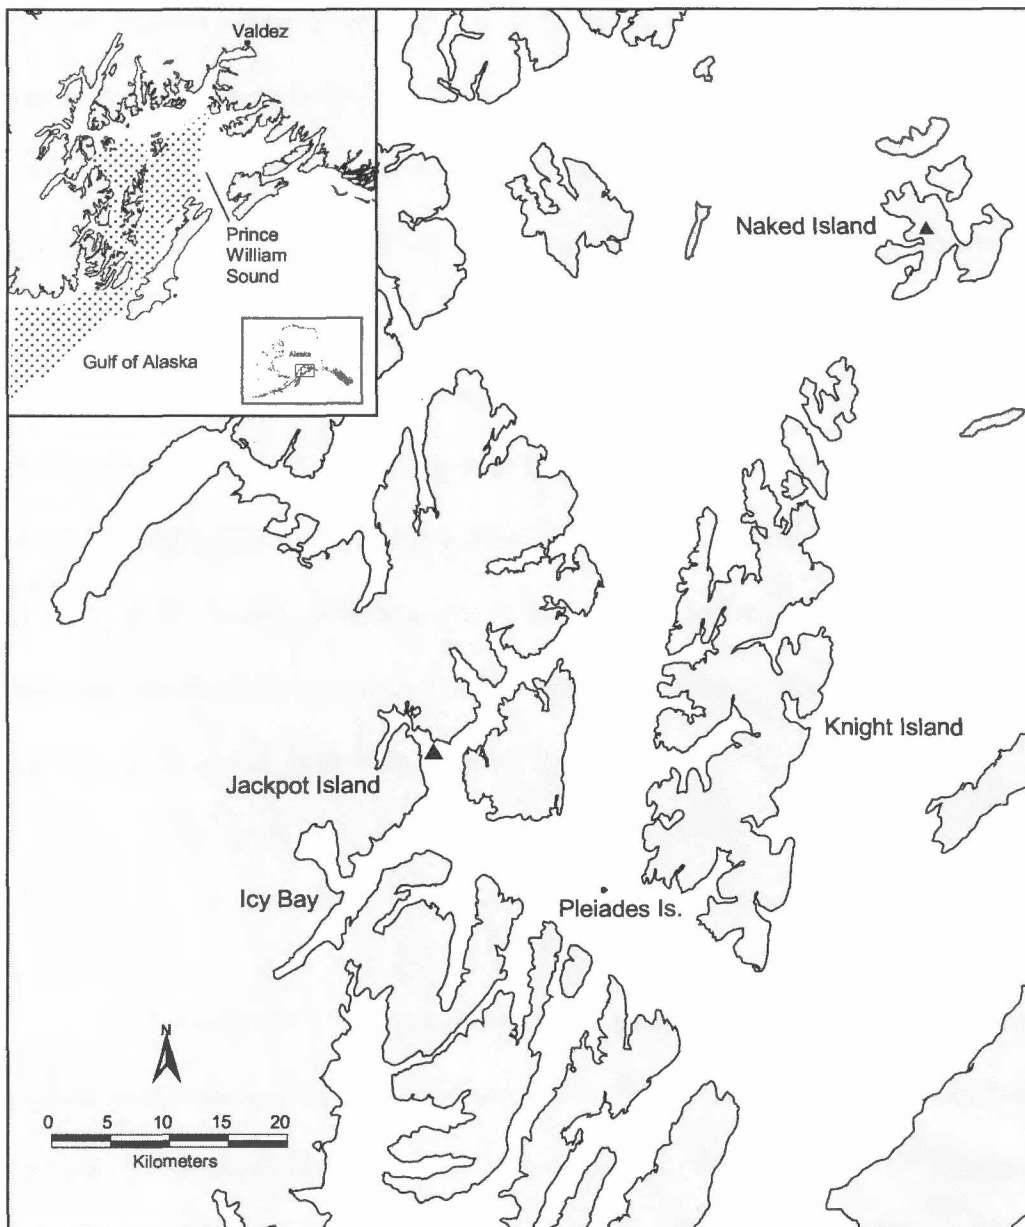 Valdez
Prince
William
Sound
Gulf of Alaska
Alaska
Naked Island
Knight Island
Jackpot Island
Icy Bay
Pleiades Is.
N
0 5 10 15 20
Kilometers